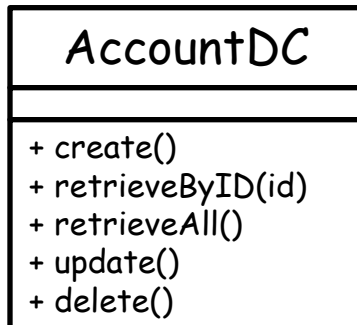 AccountDC
+ create()
+ retrieveByID(id)
+ retrieveAll()
+ update()
+ delete()